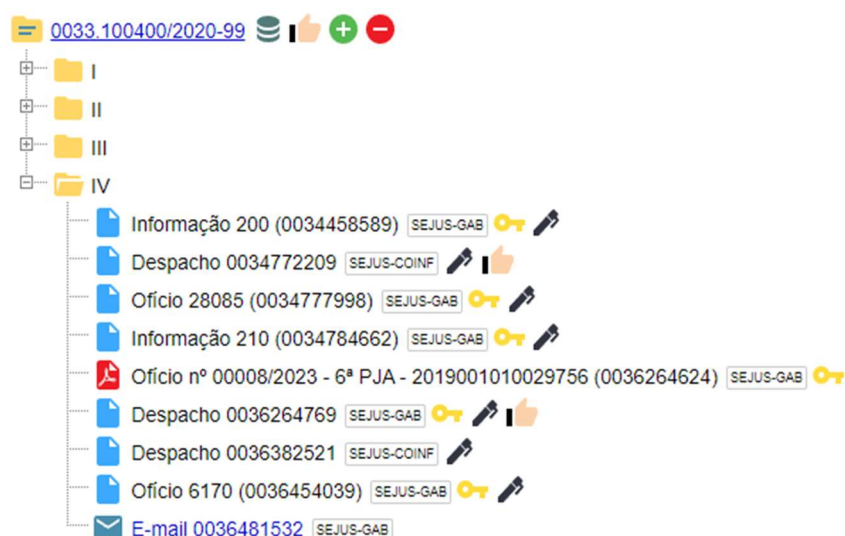 0033.100400/2020-99
I
II
III
IV
Informação 200 (0034458589) SEJUS-GAB
Despacho 0034772209 SEJUS-COINF
Ofício 28085 (0034777998) SEJUS-GAB
Informação 210 (0034784662) SEJUS-GAB
Ofício nº 00008/2023 - 6ª PJA - 2019001010029756 (0036264624) SEJUS-GAB
Despacho 0036264769 SEJUS-GAB
Despacho 0036382521 SEJUS-COINF
Ofício 6170 (0036454039) SEJUS-GAB
E-mail 0036481532 SEJUS-GAB